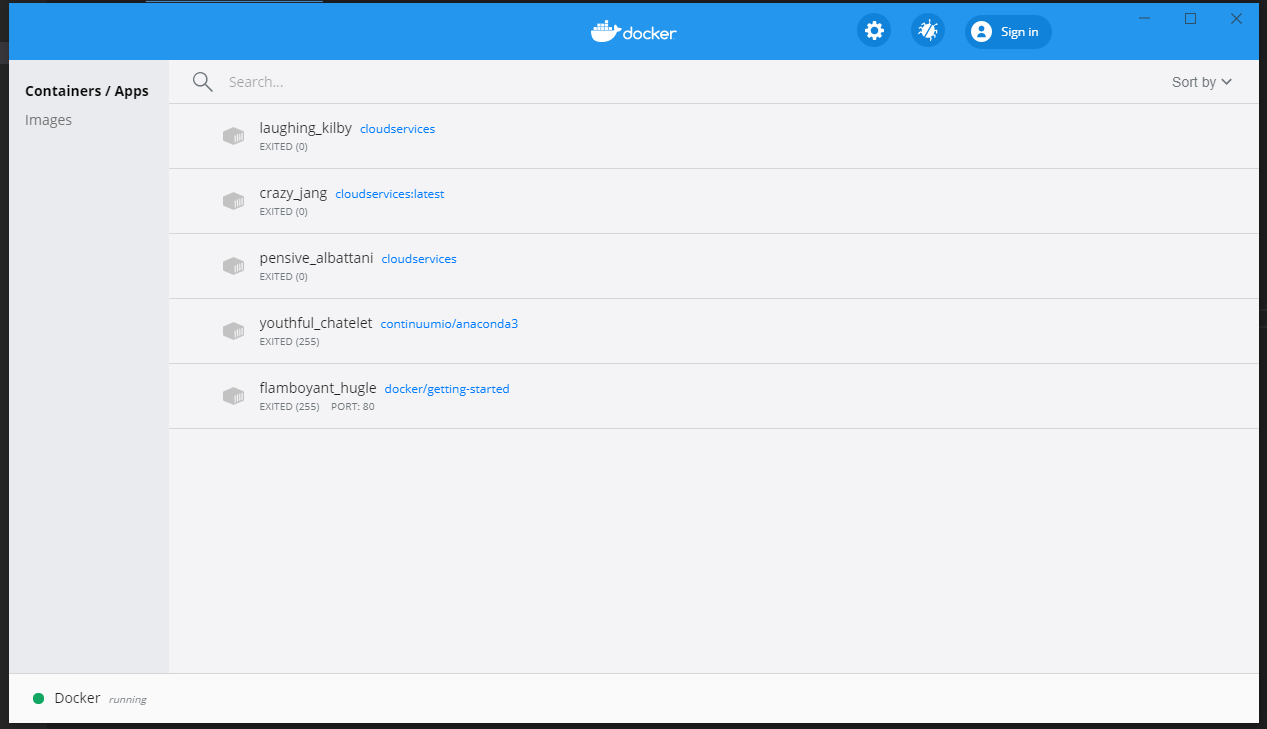 docker
Sign in
Containers / Apps
Images
Search...
Sort by
laughing_kilby cloudservices
EXITED (0)
crazy_jang cloudservices:latest
EXITED (0)
pensive_albattani cloudservices
EXITED (0)
youthful_chatelet continuumio/anaconda3
EXITED (255)
flamboyant_hugle docker/getting-started
EXITED (255) PORT: 80
Docker running